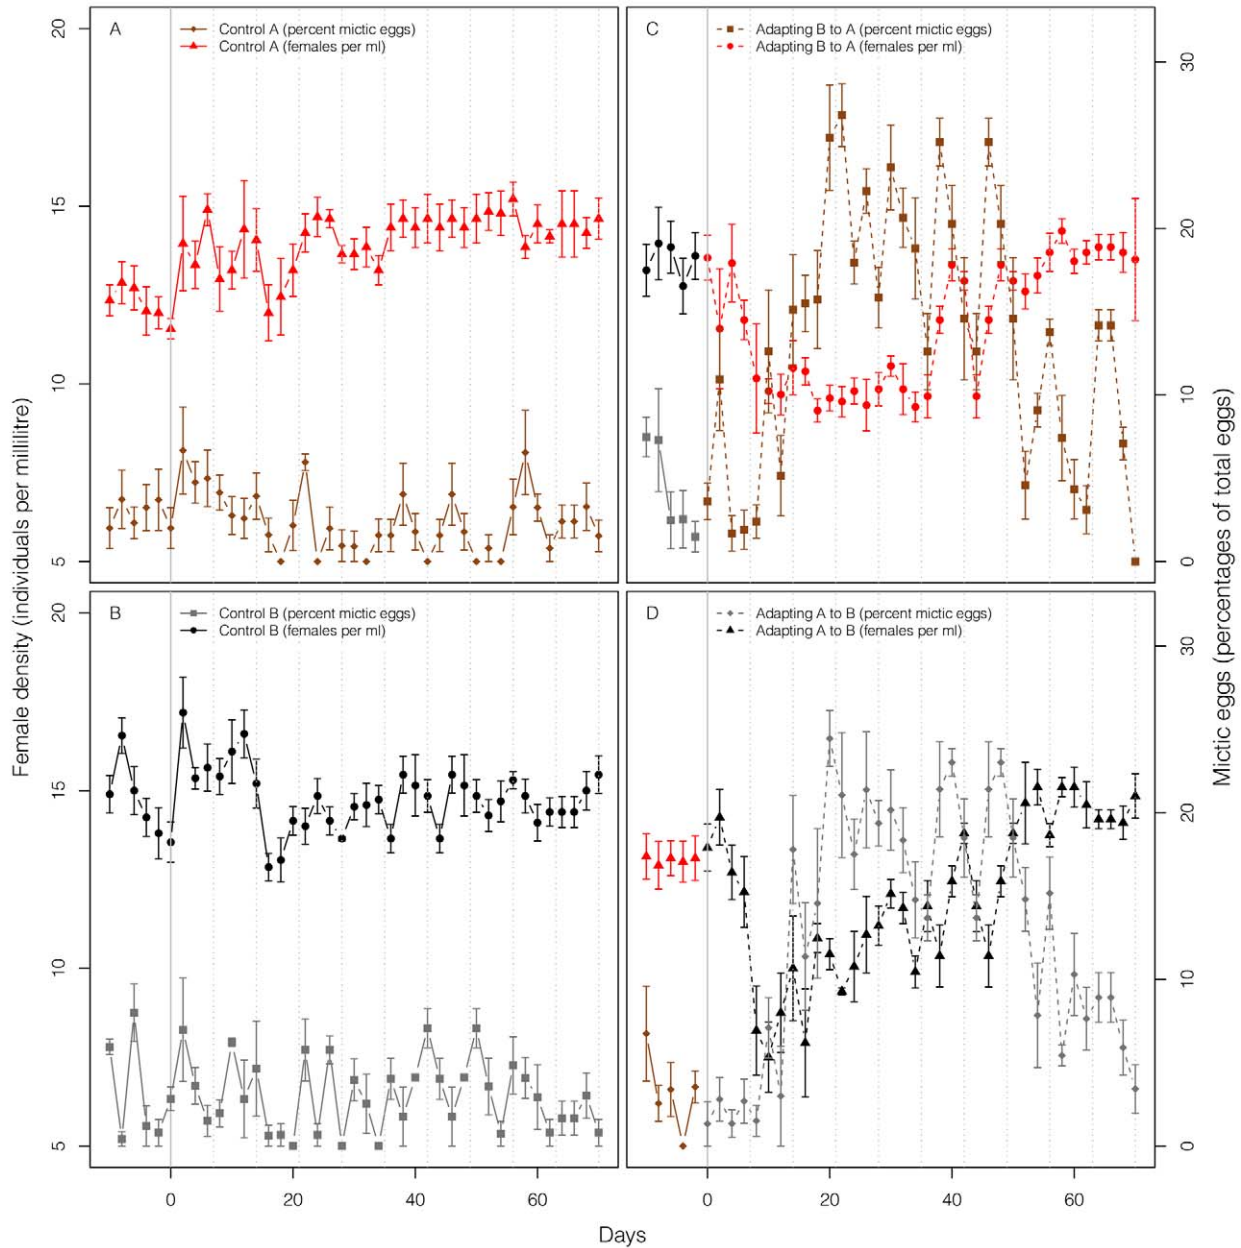 A
Control A (percent mictic eggs)
Control A (females per ml)
C
Adapting B to A (percent mictic eggs)
Adapting B to A (females per ml)
20
15
10
5
30
20
10
0
B
Control B (percent mictic eggs)
Control B (females per ml)
D
Adapting A to B (percent mictic eggs)
Adapting A to B (females per ml)
20
15
10
5
30
20
10
0
0 20 40 60
0 20 40 60
Days
Female density (individuals per millilitre)
Mictic eggs (percentages of total eggs)